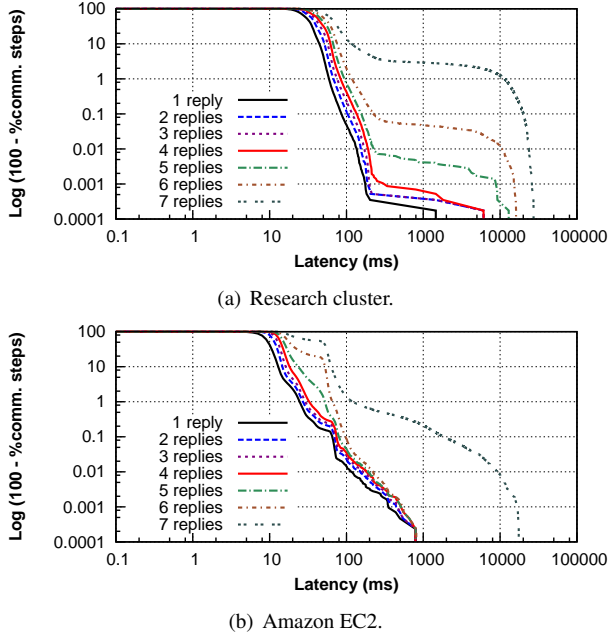 100
10
1
0.1
0.01
0.001
0.0001
Log (100 - %comm. steps)
1 reply
2 replies
3 replies
4 replies
5 replies
6 replies
7 replies
0.1 1 10 100 1000 10000 100000
Latency (ms)
(a) Research cluster.
100
10
1
0.1
0.01
0.001
0.0001
Log (100 - %comm. steps)
1 reply
2 replies
3 replies
4 replies
5 replies
6 replies
7 replies
0.1 1 10 100 1000 10000 100000
Latency (ms)
(b) Amazon EC2.